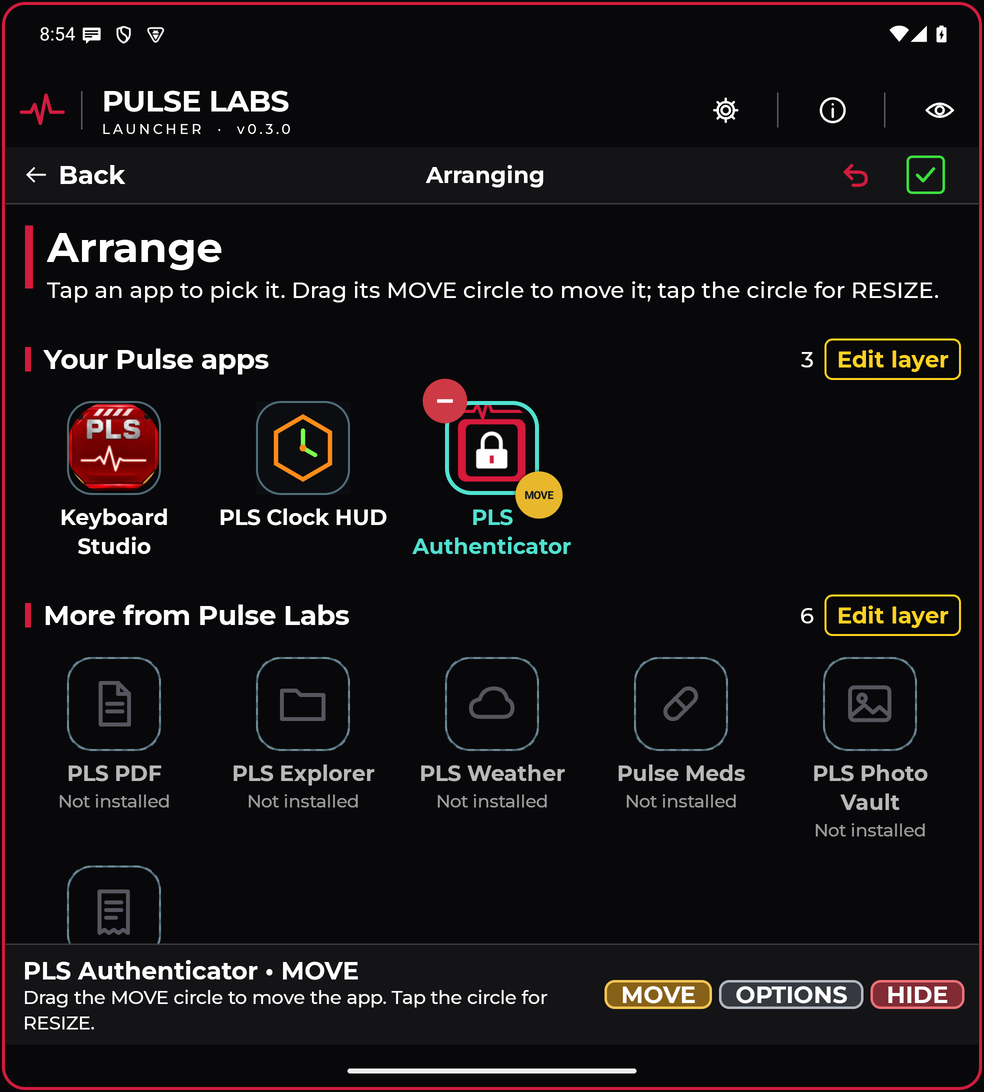 8:54
PULSE LABS
LAUNCHER · v0.3.0
Back
Arranging
Arrange
Tap an app to pick it. Drag its MOVE circle to move it; tap the circle for RESIZE.
Your Pulse apps
3
Edit layer
PLS
Keyboard
Studio
PLS Clock HUD
MOVE
PLS
Authenticator
More from Pulse Labs
6
Edit layer
PLS PDF
Not installed
PLS Explorer
Not installed
PLS Weather
Not installed
Pulse Meds
Not installed
PLS Photo
Vault
Not installed
PLS Authenticator • MOVE
Drag the MOVE circle to move the app. Tap the circle for
RESIZE.
MOVE
OPTIONS
HIDE